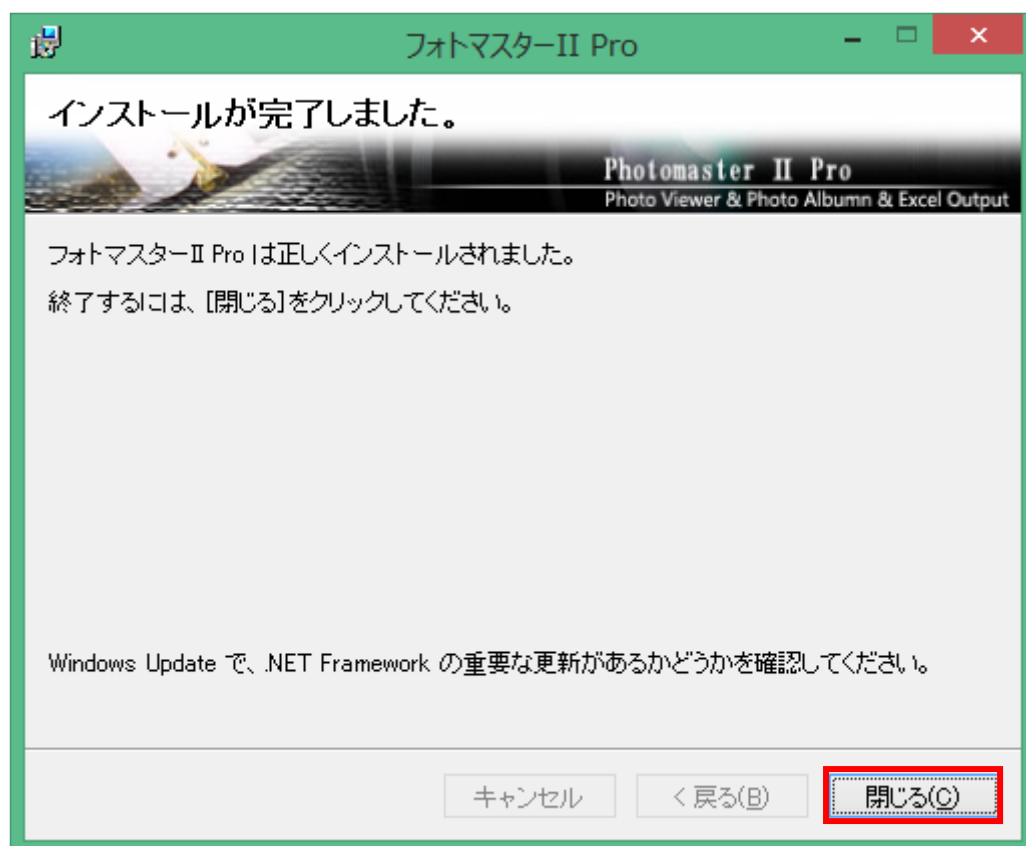 フォトマスターII Pro
インストールが完了しました。
Photomaster II Pro
Photo Viewer & Photo Albumn & Excel Output
フォトマスターII Pro は正しくインストールされました。
終了するには、[閉じる]をクリックしてください。
Windows Update で、.NET Framework の重要な更新があるかどうかを確認してください。
キャンセル
< 戻る(B)
閉じる(C)